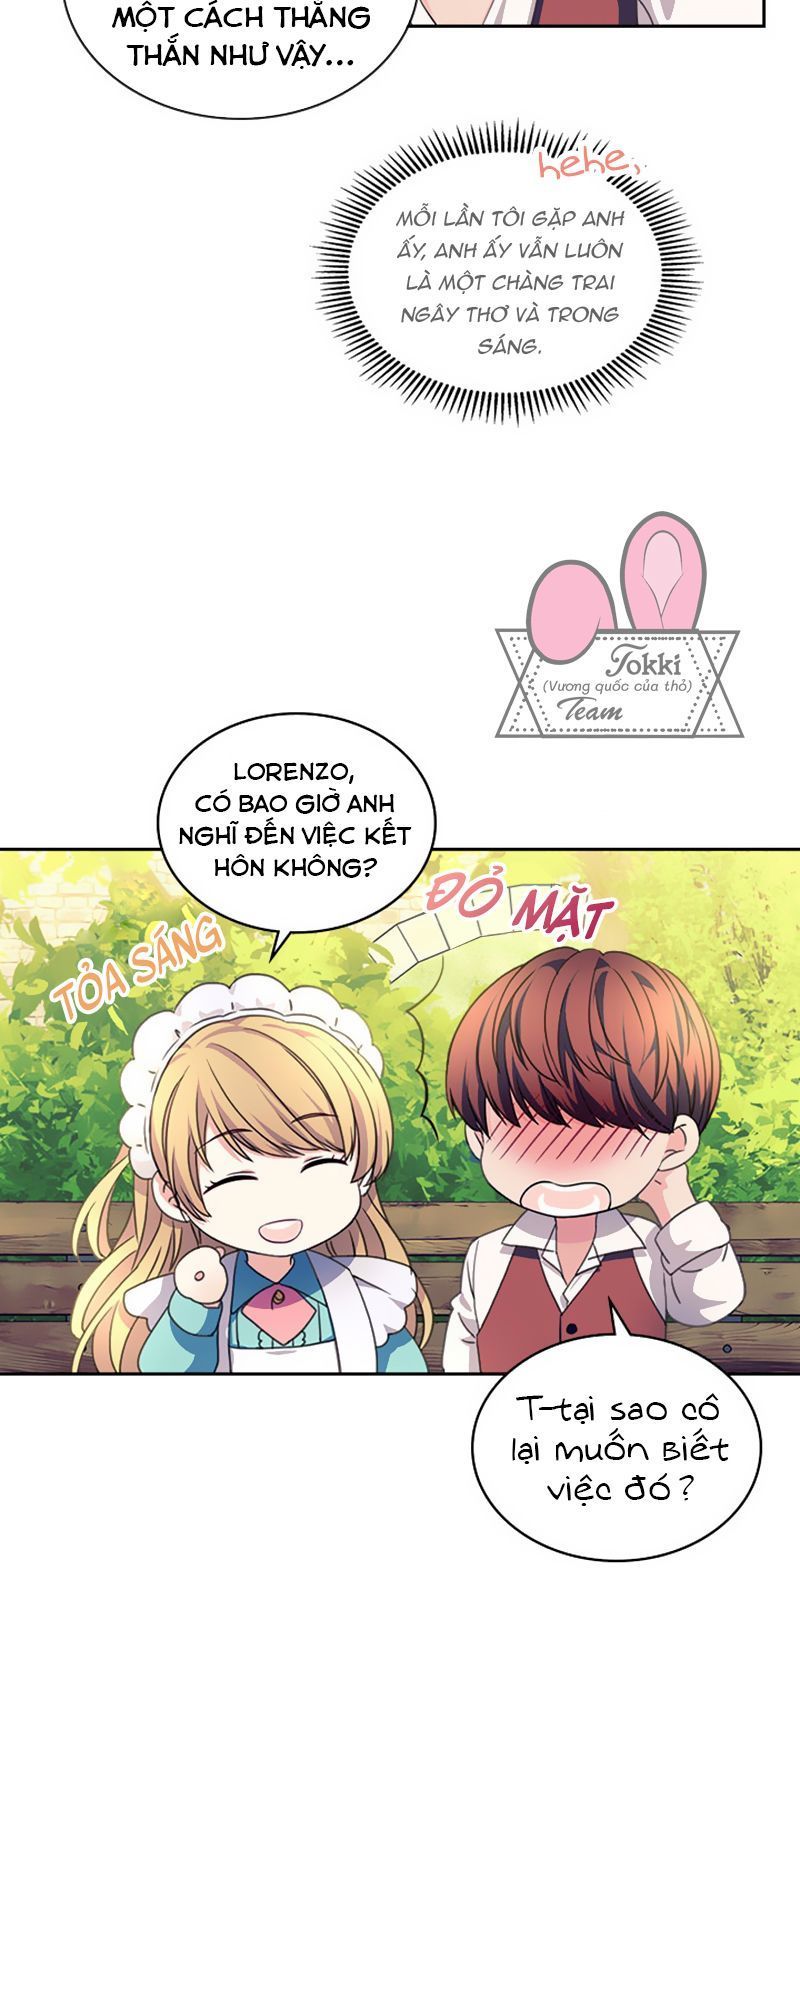 MỘT CÁCH THẲNG
THẮN NHƯ VẬY...
hehe,
MỖI LẦN TÔI GẶP ANH
ẤY, ANH ẤY VẪN LUÔN
LÀ MỘT CHÀNG TRAI
NGÂY THƠ VÀ TRONG
SÁNG.
Tokki
(Vương quốc của thỏ)
Team
LORENZO,
CÓ BAO GIỜ ANH
NGHĨ ĐẾN VIỆC KẾT
HÔN KHÔNG?
TỎA SÁNG
ĐỎ MẶT
T-tại sao cô
lại muốn biết
việc đó?